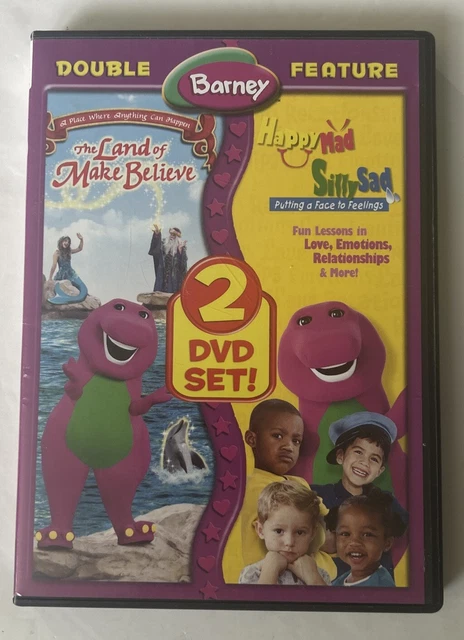 DOUBLE
Barney
FEATURE
A Place Where Anything Can Happen
The Land of
Make Believe
Happy Mad
Silly Sad
Putting a Face to Feelings
Fun Lessons in
Love, Emotions,
Relationships
& More!
2
DVD
SET!